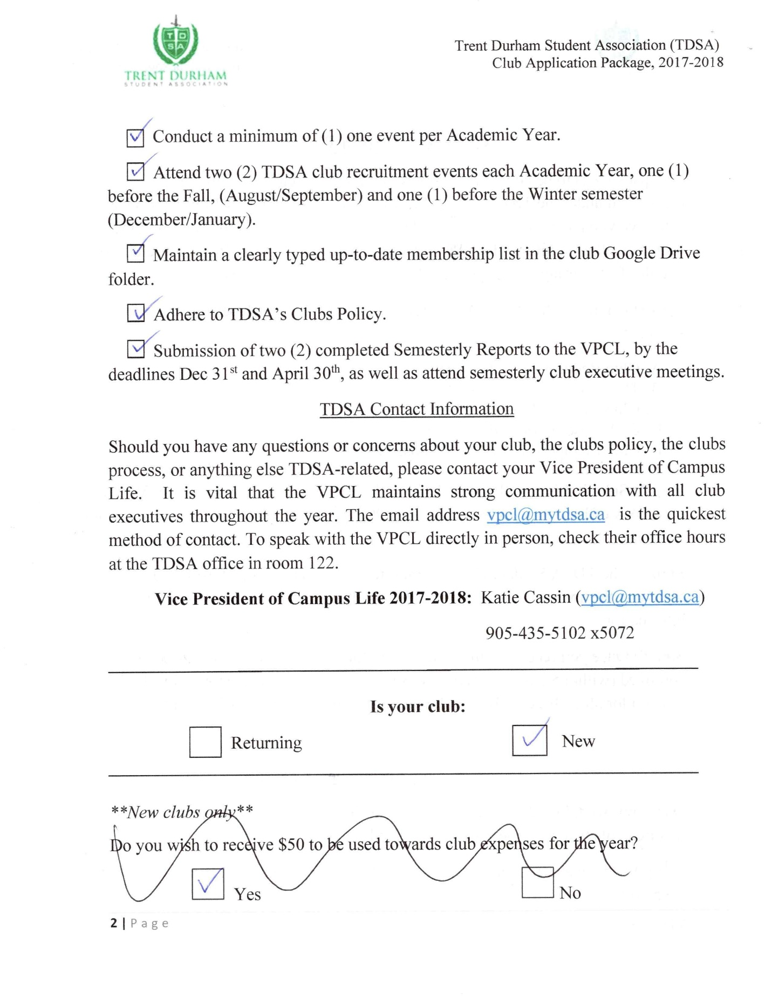 T D
S A
TRENT DURHAM
STUDENT ASSOCIATION
Trent Durham Student Association (TDSA)
Club Application Package, 2017-2018
Conduct a minimum of (1) one event per Academic Year.
Attend two (2) TDSA club recruitment events each Academic Year, one (1)
before the Fall, (August/September) and one (1) before the Winter semester
(December/January).
Maintain a clearly typed up-to-date membership list in the club Google Drive
folder.
Adhere to TDSA's Clubs Policy.
Submission of two (2) completed Semesterly Reports to the VPCL, by the
deadlines Dec 31st and April 30th, as well as attend semesterly club executive meetings.
TDSA Contact Information
Should you have any questions or concerns about your club, the clubs policy, the clubs
process, or anything else TDSA-related, please contact your Vice President of Campus
Life. It is vital that the VPCL maintains strong communication with all club
executives throughout the year. The email address vpcl@mytdsa.ca is the quickest
method of contact. To speak with the VPCL directly in person, check their office hours
at the TDSA office in room 122.
Vice President of Campus Life 2017-2018: Katie Cassin (vpcl@mytdsa.ca)
905-435-5102 x5072
Is your club:
Returning New
**New clubs only**
Do you wish to receive $50 to be used towards club expenses for the year?
Yes No
2 | Page